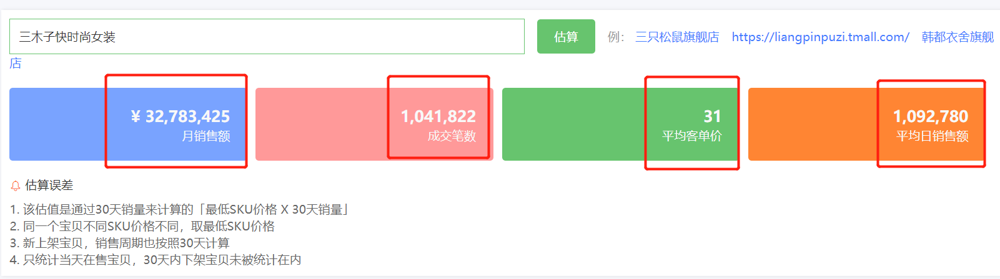 三木子快时尚女装
估算
例： 三只松鼠旗舰店 https://liangpinpuzi.tmall.com/ 韩都衣舍旗舰
店
¥ 32,783,425
月销售额
1,041,822
成交笔数
31
平均客单价
1,092,780
平均日销售额
估算误差
1. 该估值是通过30天销量来计算的「最低SKU价格 X 30天销量」
2. 同一个宝贝不同SKU价格不同，取最低SKU价格
3. 新上架宝贝，销售周期也按照30天计算
4. 只统计当天在售宝贝，30天内下架宝贝未被统计在内